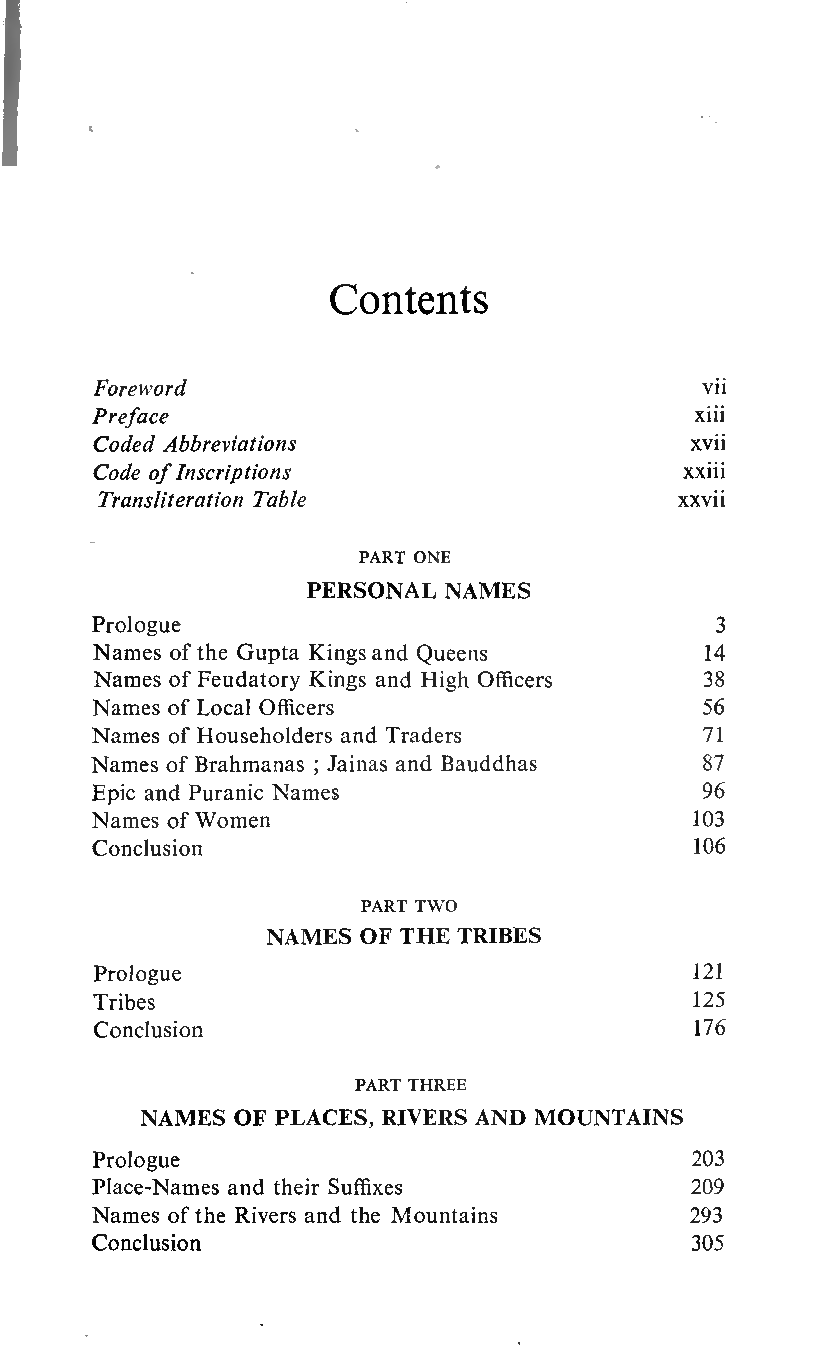 Contents
Foreword vii
Preface xiii
Coded Abbreviations xvii
Code of Inscriptions xxiii
Transliteration Table xxvii
PART ONE
PERSONAL NAMES
Prologue 3
Names of the Gupta Kings and Queens 14
Names of Feudatory Kings and High Officers 38
Names of Local Officers 56
Names of Householders and Traders 71
Names of Brahmanas ; Jainas and Bauddhas 87
Epic and Puranic Names 96
Names of Women 103
Conclusion 106
PART TWO
NAMES OF THE TRIBES
Prologue 121
Tribes 125
Conclusion 176
PART THREE
NAMES OF PLACES, RIVERS AND MOUNTAINS
Prologue 203
Place-Names and their Suffixes 209
Names of the Rivers and the Mountains 293
Conclusion 305